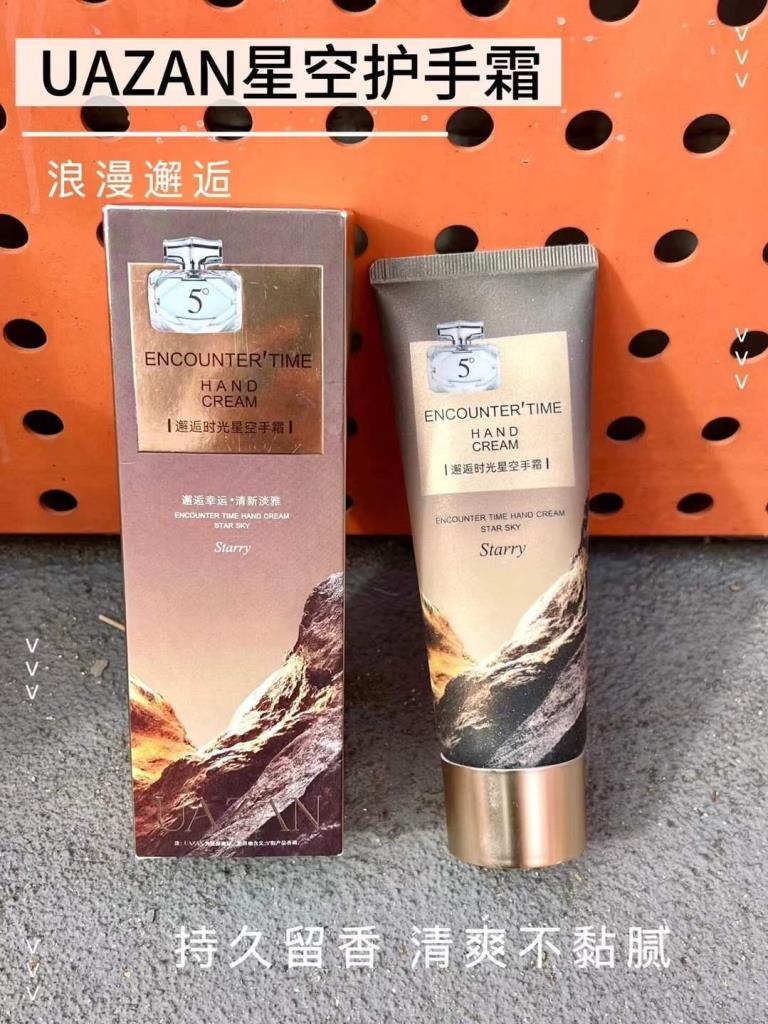 UAZAN星空护手霜
浪漫邂逅
5°
ENCOUNTER'TIME
HAND
CREAM
邂逅时光星空手霜
邂逅幸运•清新淡雅
ENCOUNTER TIME HAND CREAM
STAR SKY
Starry
UAZAN
5°
ENCOUNTER'TIME
HAND
CREAM
邂逅时光星空手霜
ENCOUNTER TIME HAND CREAM
STAR SKY
Starry
持久留香 清爽不黏腻